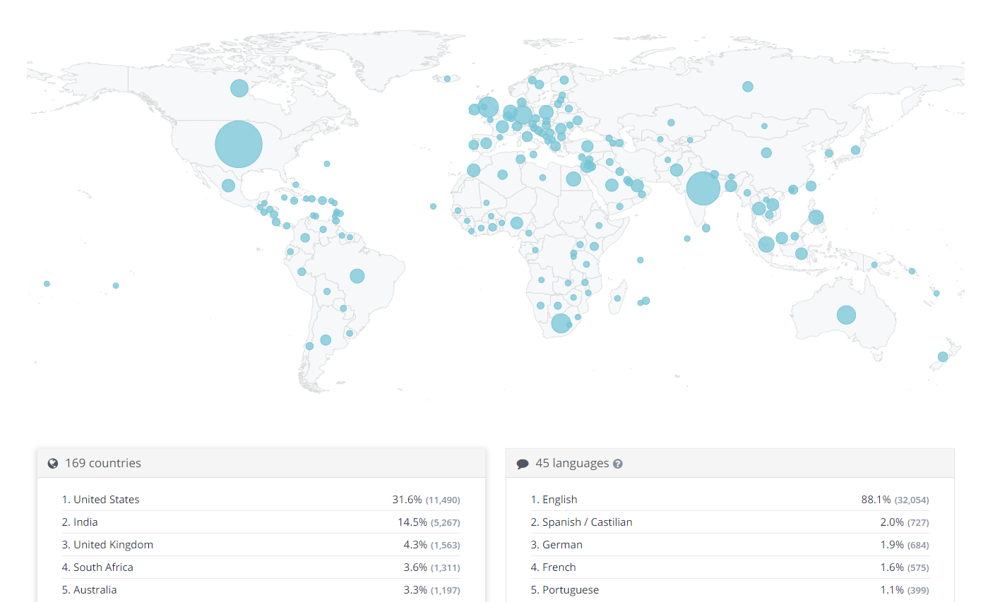 169 countries
1. United States 31.6% (11,490)
2. India 14.5% (5,267)
3. United Kingdom 4.3% (1,563)
4. South Africa 3.6% (1,311)
5. Australia 3.3% (1,197)
45 languages ?
1. English 88.1% (32,054)
2. Spanish / Castilian 2.0% (727)
3. German 1.9% (684)
4. French 1.6% (575)
5. Portuguese 1.1% (399)